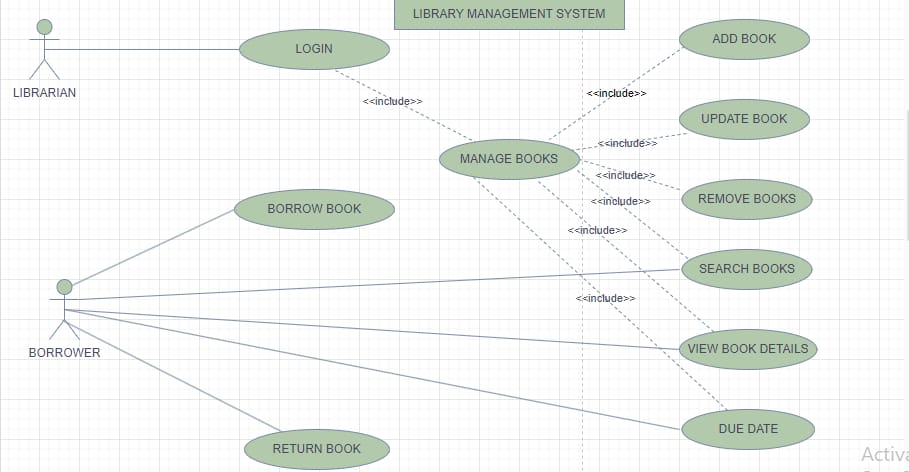 LIBRARY MANAGEMENT SYSTEM
ADD BOOK
LOGIN
LIBRARIAN
<<include>>
<<include>>
UPDATE BOOK
<<include>>
MANAGE BOOKS
<<include>>
REMOVE BOOKS
<<include>>
BORROW BOOK
<<include>>
SEARCH BOOKS
<<include>>
BORROWER
VIEW BOOK DETAILS
DUE DATE
RETURN BOOK